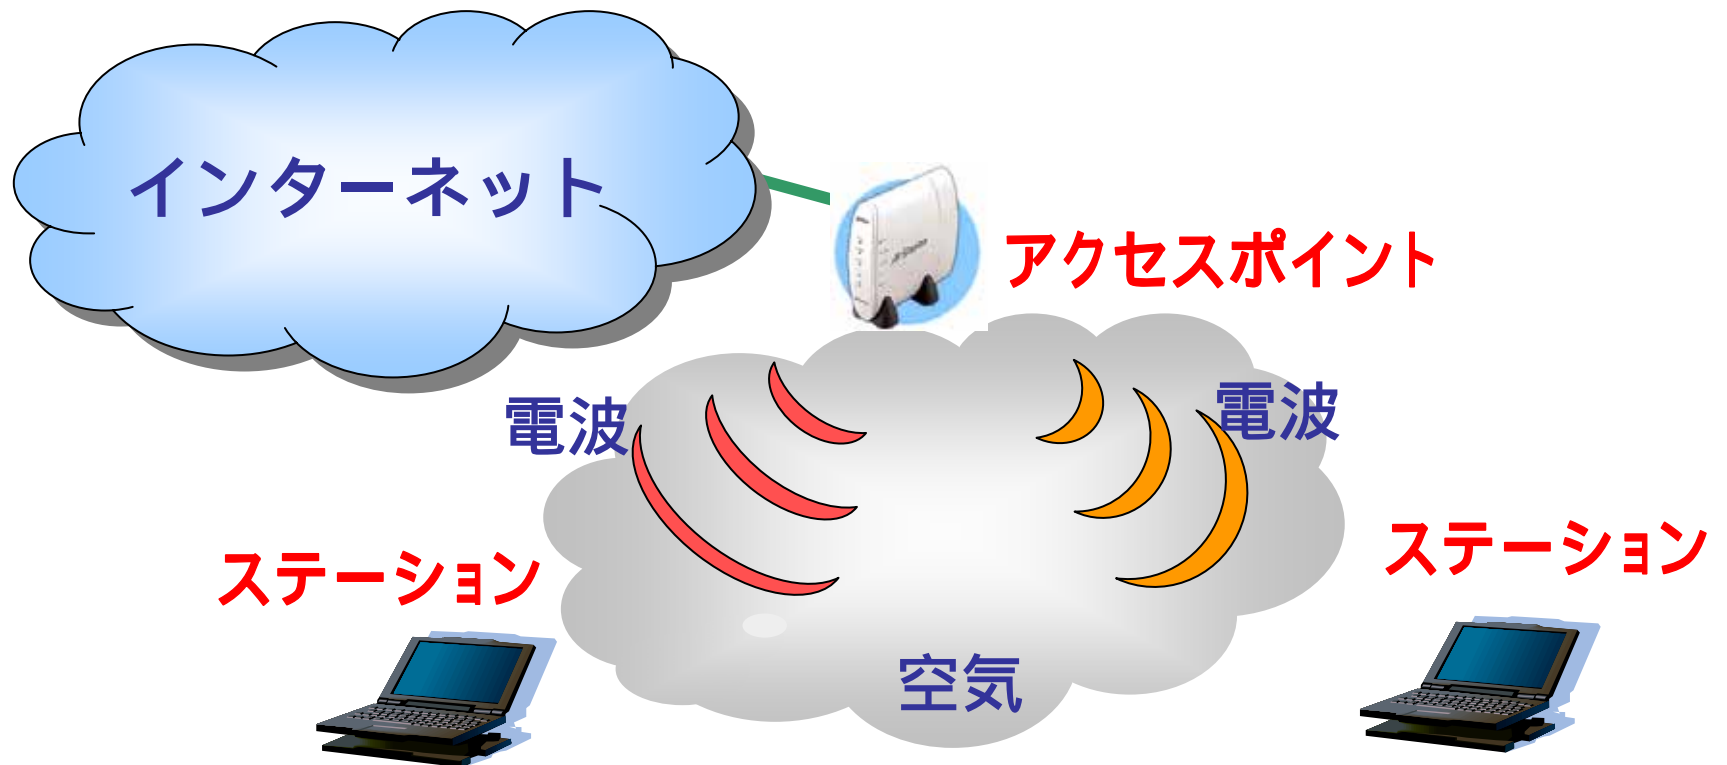 インターネット
アクセスポイント
電波
電波
ステーション
ステーション
空気